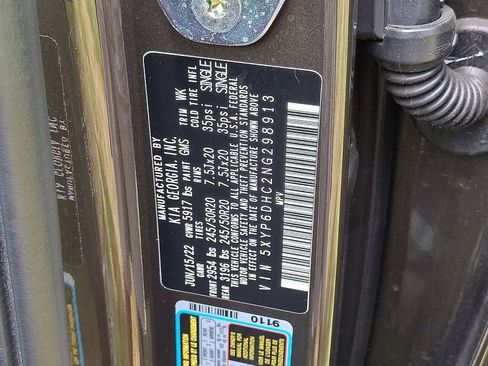 MANUFACTURED BY
KIA GEORGIA, INC.
JUN/15/22 GVWR 5917 lbs PAINT GMS TRIM WK
GAWR TIRES RIMS COLD TIRE INFL
FRONT 2954 lbs 245/50R20 7.5Jx20 35psi SINGLE
REAR 3196 lbs 245/50R20 7.5Jx20 35psi SINGLE
THIS VEHICLE CONFORMS TO ALL APPLICABLE U.S.A. FEDERAL
MOTOR VEHICLE SAFETY AND THEFT PREVENTION STANDARDS
IN EFFECT ON THE DATE OF MANUFACTURE SHOWN ABOVE
VIN 5XYP6DHC2NG298913
MPV
9110